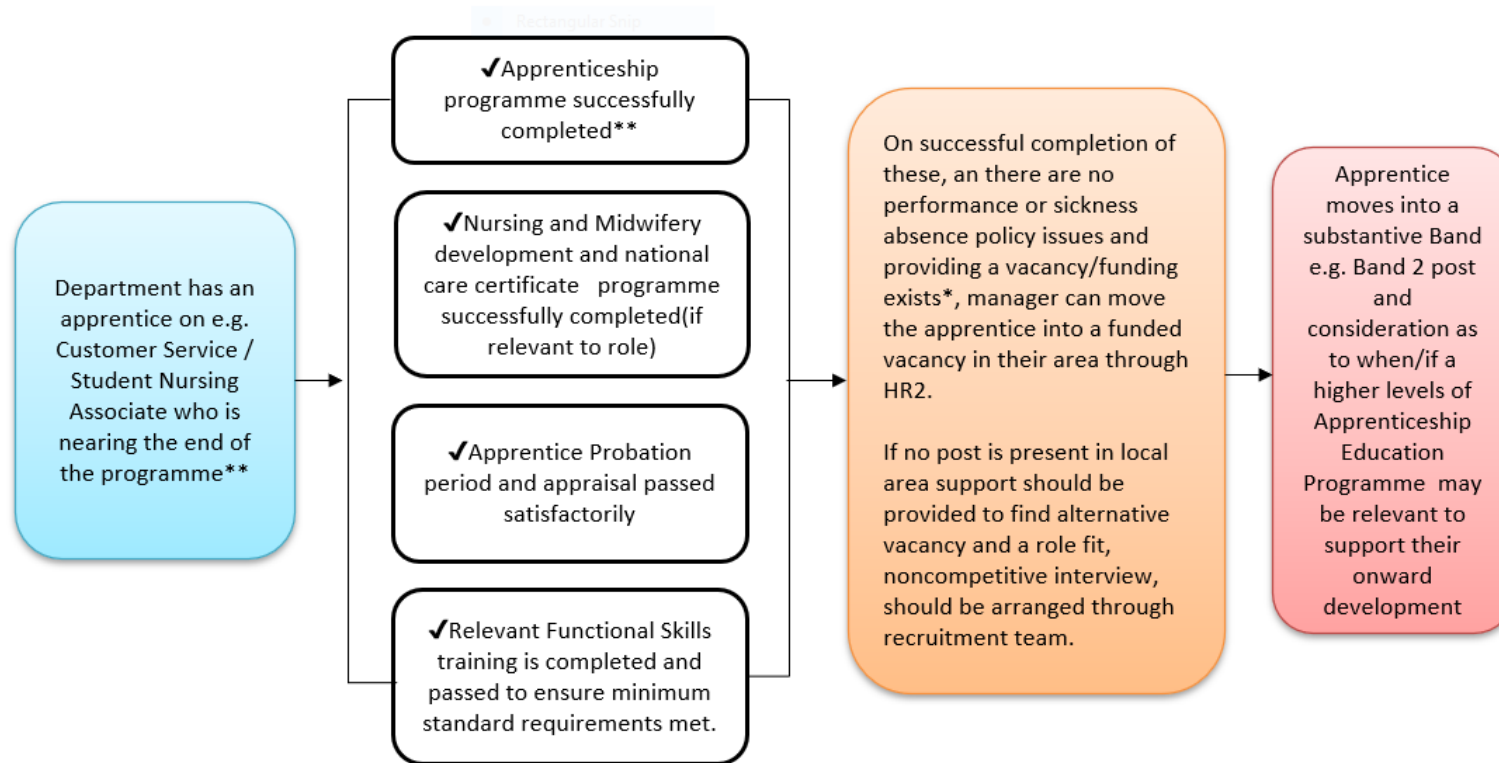 Rectangular Snip
Department has an
apprentice on e.g.
Customer Service /
Student Nursing
Associate who is
nearing the end of
the programme**
✓Apprenticeship
programme successfully
completed**
✓Nursing and Midwifery
development and national
care certificate programme
successfully completed(if
relevant to role)
✓Apprentice Probation
period and appraisal passed
satisfactorily
✓Relevant Functional Skills
training is completed and
passed to ensure minimum
standard requirements met.
On successful completion of
these, an there are no
performance or sickness
absence policy issues and
providing a vacancy/funding
exists*, manager can move
the apprentice into a funded
vacancy in their area through
HR2.
If no post is present in local
area support should be
provided to find alternative
vacancy and a role fit,
noncompetitive interview,
should be arranged through
recruitment team.
Apprentice
moves into a
substantive Band
e.g. Band 2 post
and
consideration as
to when/if a
higher levels of
Apprenticeship
Education
Programme may
be relevant to
support their
onward
development